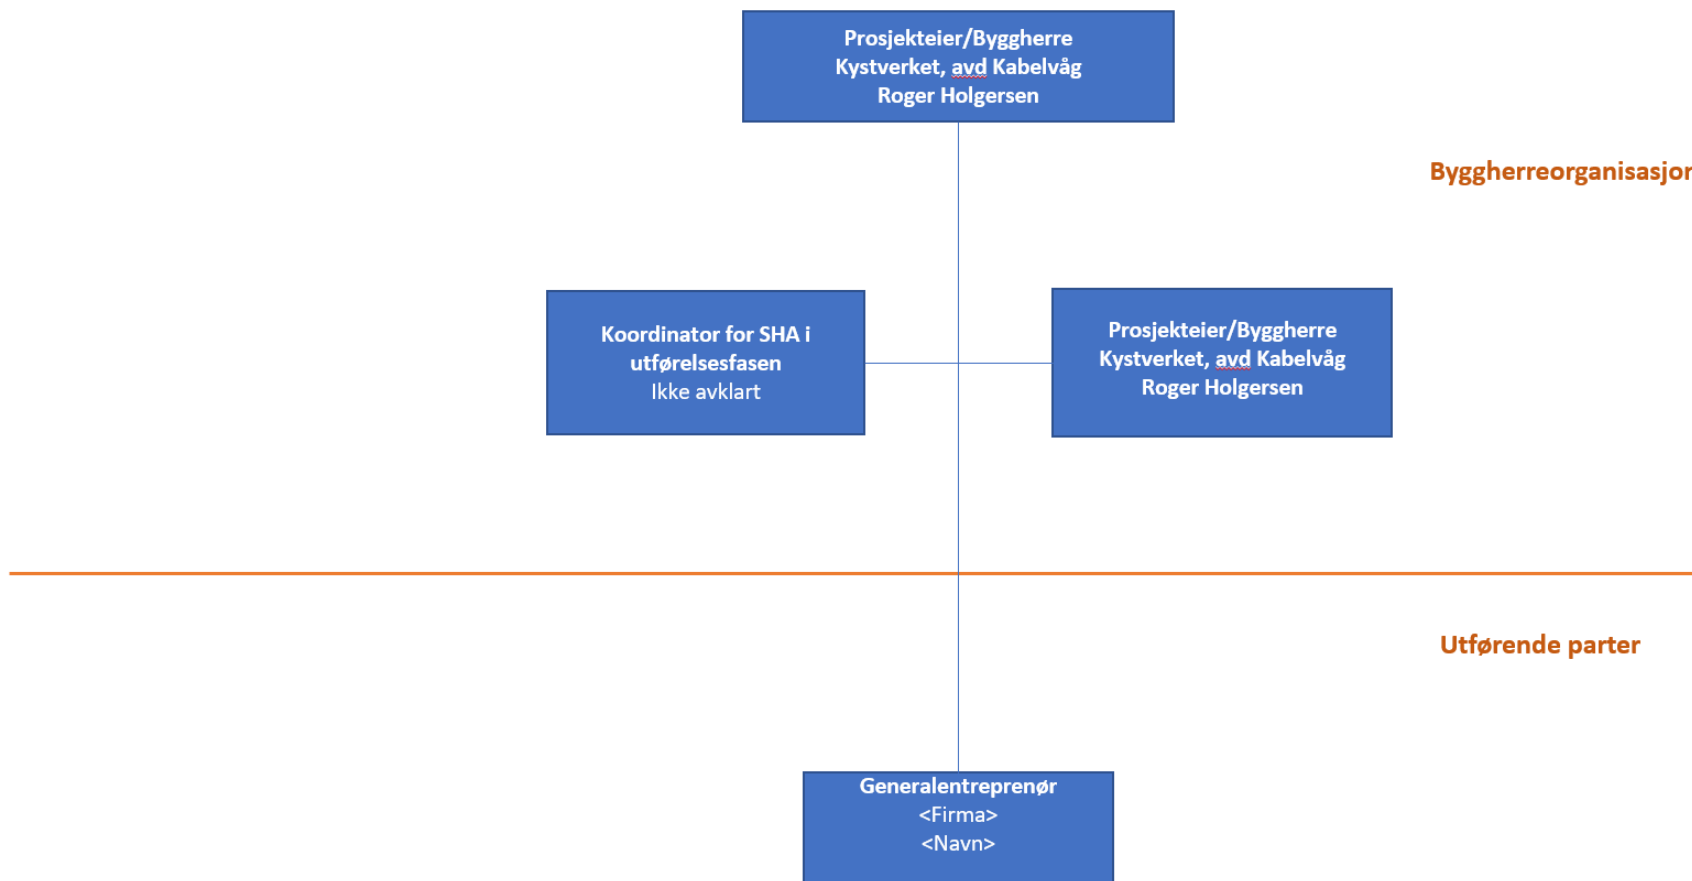 Prosjekteier/Byggherre
Kystverket, avd Kabelvåg
Roger Holgersen
Byggherreorganisasjon
Koordinator for SHA i
utførelsesfasen
Ikke avklart
Prosjekteier/Byggherre
Kystverket, avd Kabelvåg
Roger Holgersen
Utførende parter
Generalentreprenør
<Firma>
<Navn>